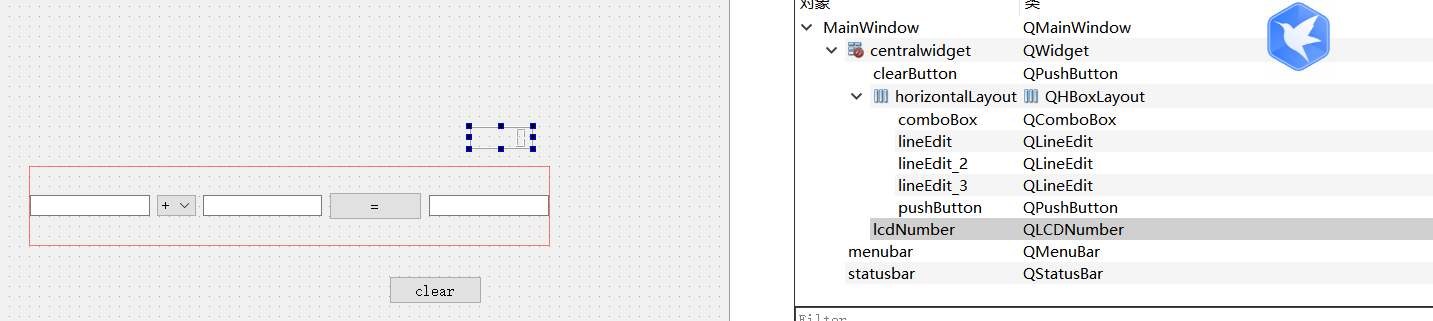 对象 类
MainWindow QMainWindow
centralwidget QWidget
clearButton QPushButton
horizontalLayout QHBoxLayout
comboBox QComboBox
lineEdit QLineEdit
lineEdit_2 QLineEdit
lineEdit_3 QLineEdit
pushButton QPushButton
lcdNumber QLCDNumber
menubar QMenuBar
statusbar QStatusBar
Filter
+ =
clear